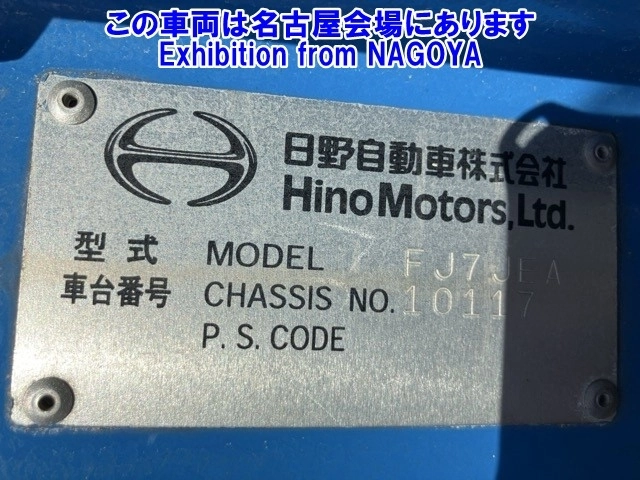 この車両は名古屋会場にあります
Exhibition from NAGOYA
日野自動車株式会社
Hino Motors, Ltd.
型式 MODEL FJ7JLA
車台番号 CHASSIS NO. 10117
P. S. CODE